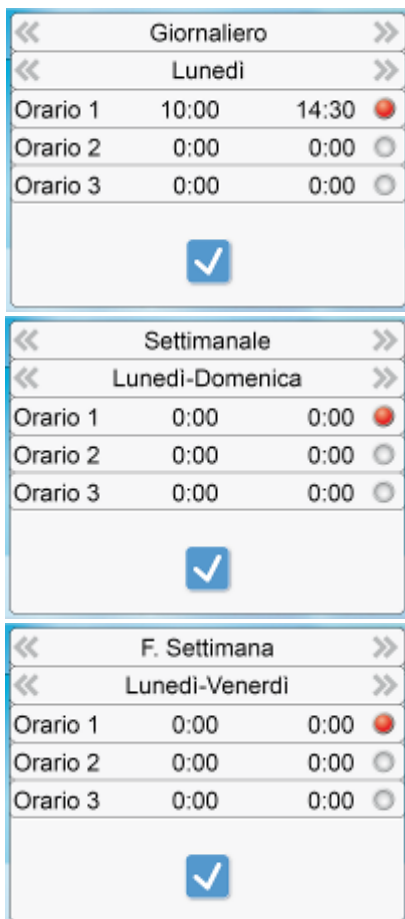 Giornaliero
Lunedì
Orario 1 10:00 14:30
Orario 2 0:00 0:00
Orario 3 0:00 0:00
Settimanale
Lunedì-Domenica
Orario 1 0:00 0:00
Orario 2 0:00 0:00
Orario 3 0:00 0:00
F. Settimana
Lunedì-Venerdì
Orario 1 0:00 0:00
Orario 2 0:00 0:00
Orario 3 0:00 0:00